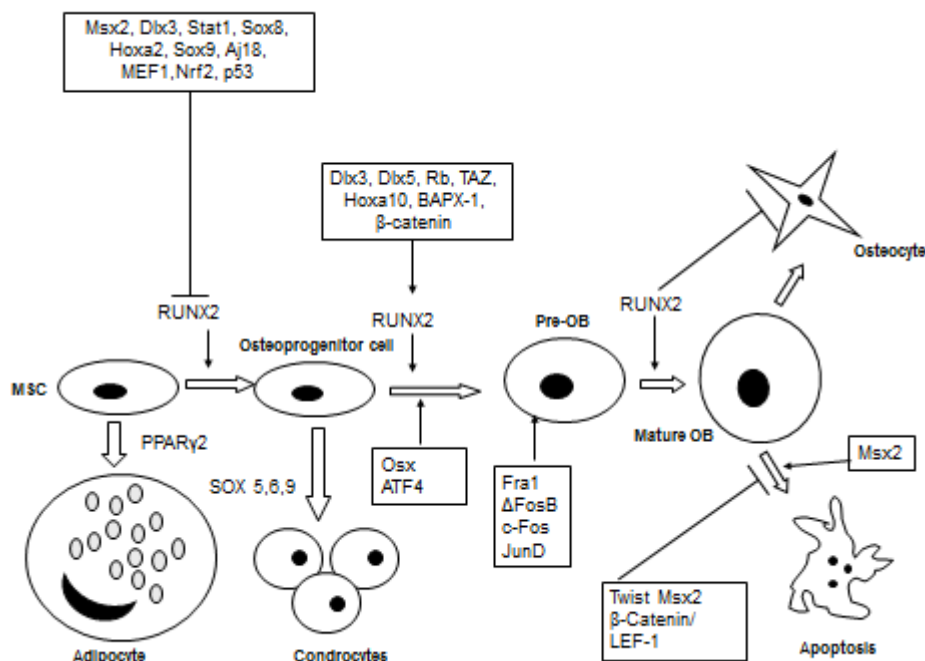 Msx2, Dlx3, Stat1, Sox8,
Hoxa2, Sox9, Aj18,
MEF1,Nrf2, p53
Dlx3, Dlx5, Rb, TAZ,
Hoxa10, BAPX-1,
β-catenin
Osteocyte
RUNX2
RUNX2
RUNX2
Pre-OB
Osteoprogenitor cell
MSC
Mature OB
PPARγ2
Msx2
Osx
ATF4
SOX 5,6,9
Fra1
ΔFosB
c-Fos
JunD
Twist Msx2
β-Catenin/
LEF-1
Adipocyte
Condrocytes
Apoptosis